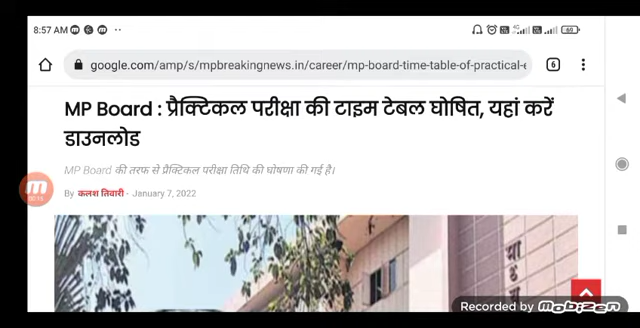 8:57 AM
69
google.com/amp/s/mpbreakingnews.in/career/mp-board-time-table-of-practical-e
6
MP Board : प्रैक्टिकल परीक्षा की टाइम टेबल घोषित, यहां करें
डाउनलोड
MP Board की तरफ से प्रैक्टिकल परीक्षा तिथि की घोषणा की गई है।
By कलश तिवारी - January 7, 2022
Recorded by Mobizen